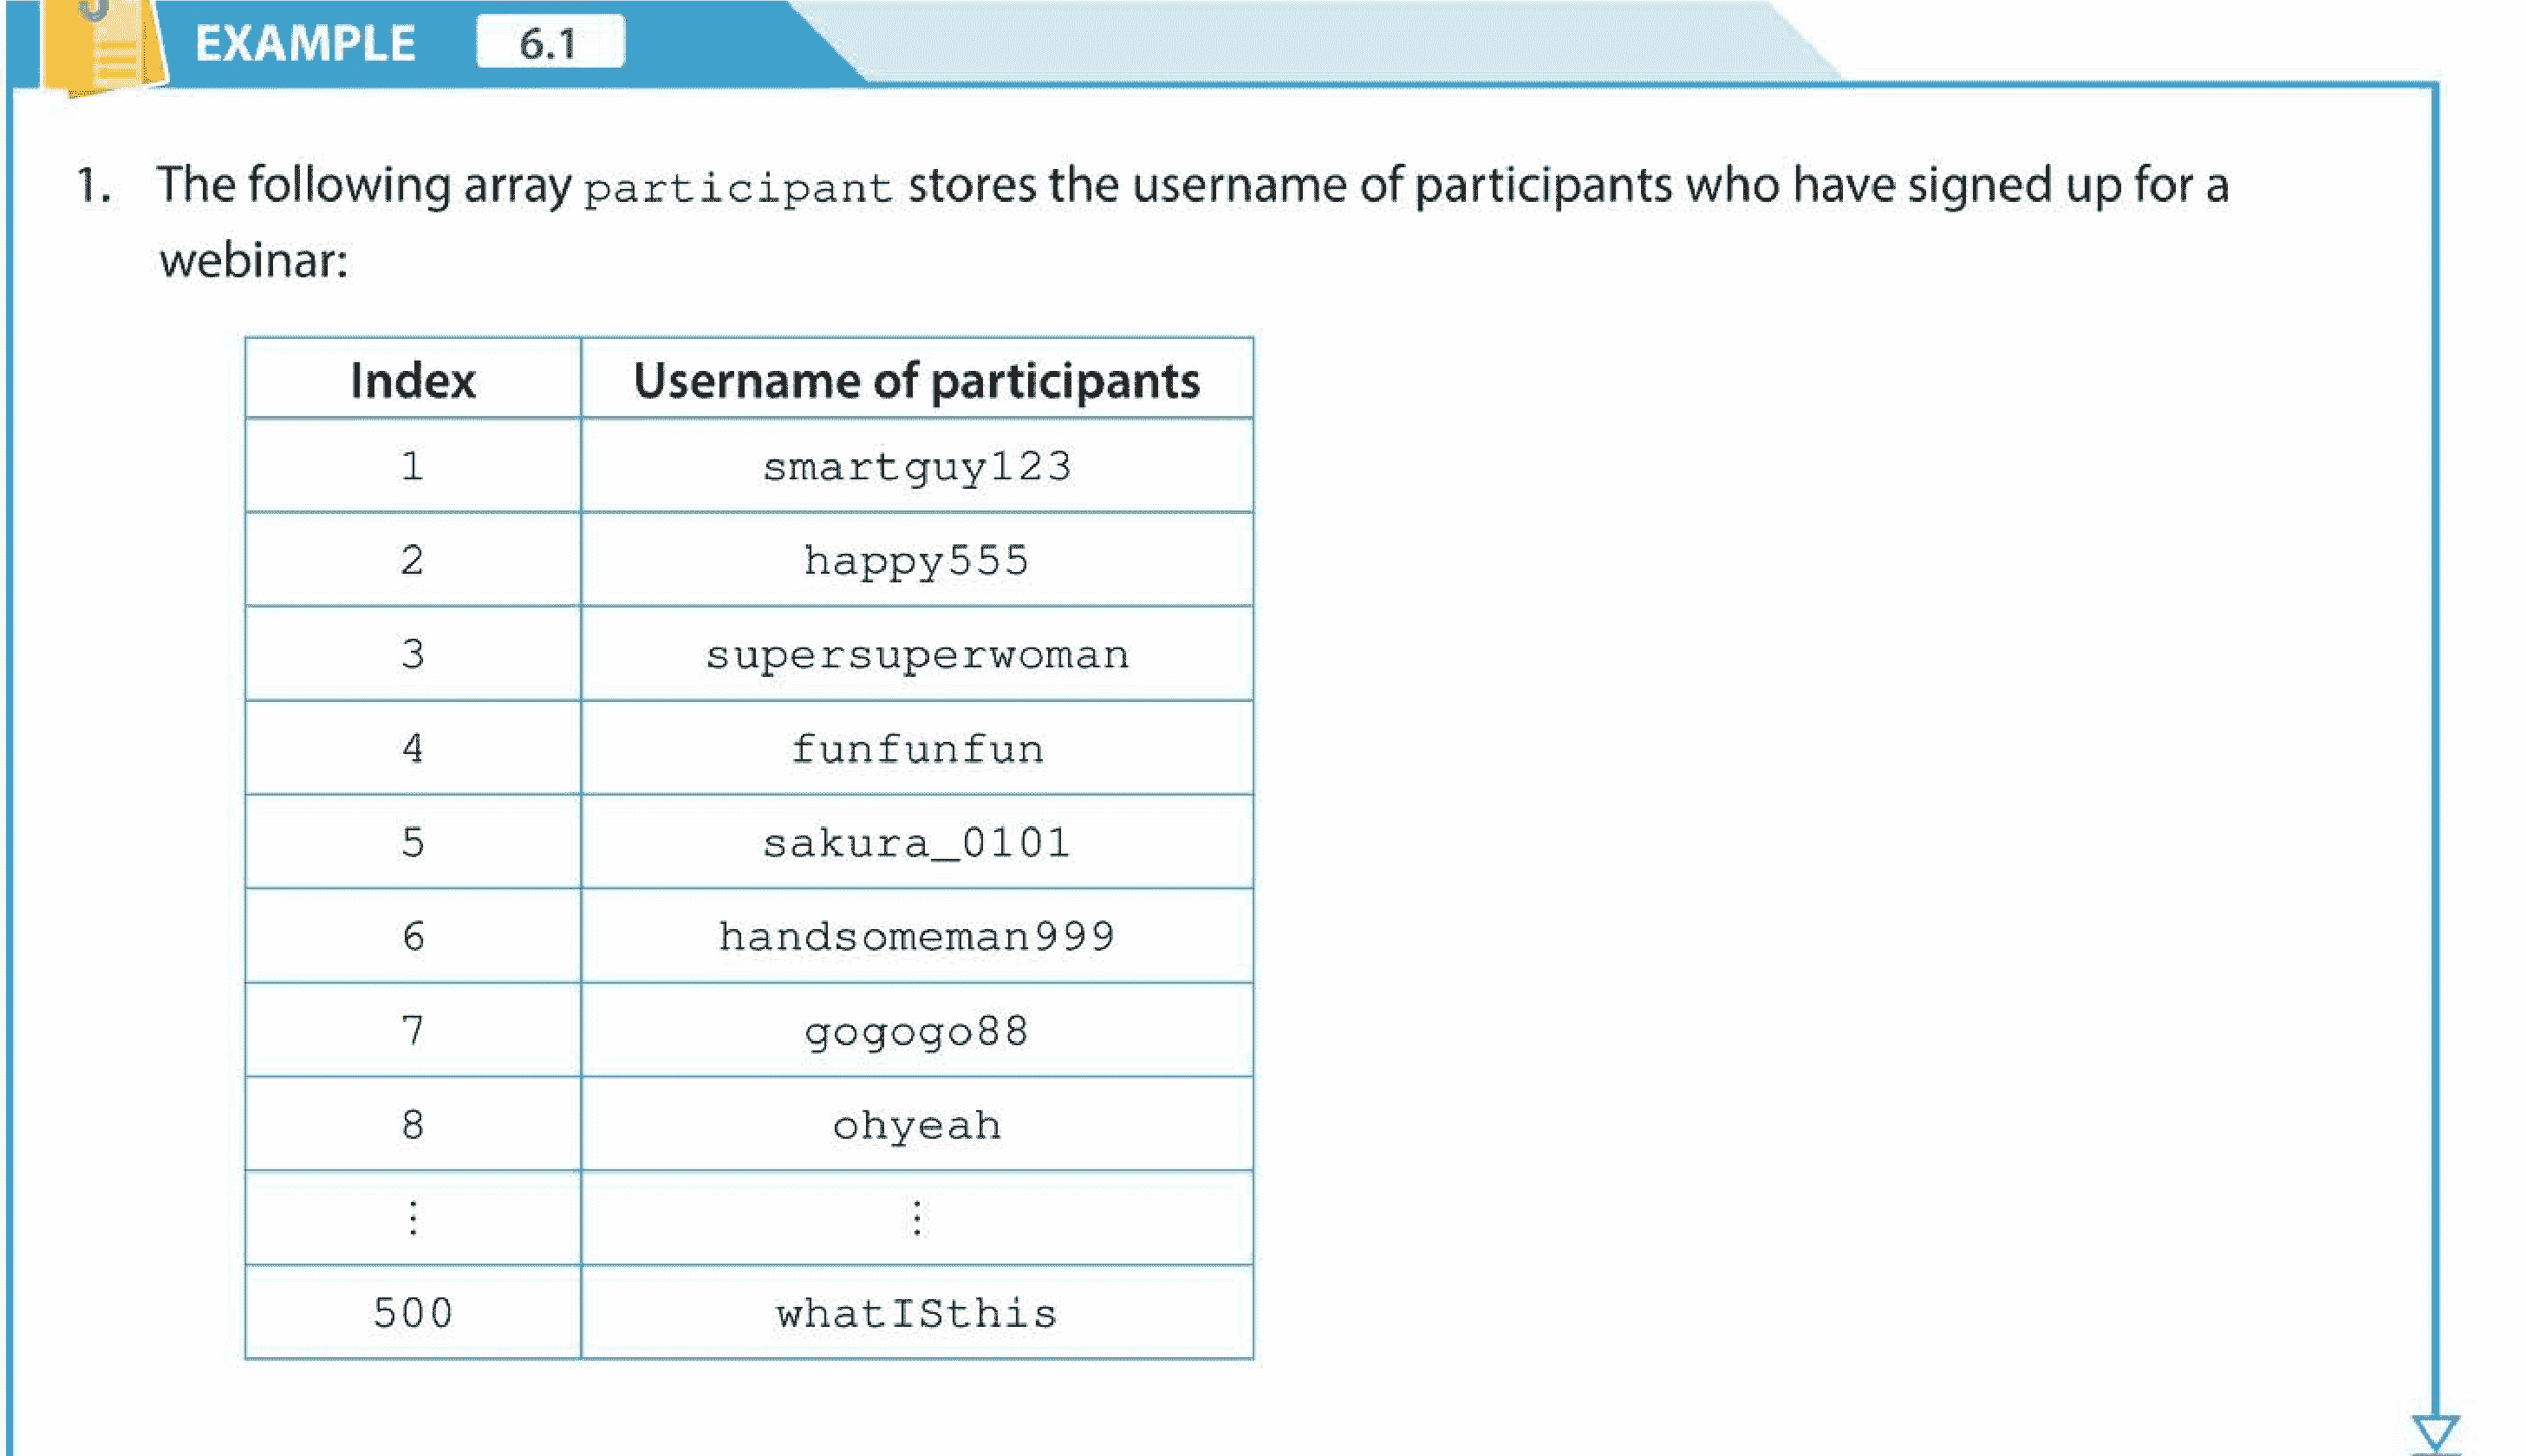 EXAMPLE 6.1
1. The following array participant stores the username of participants who have signed up for a
webinar:
Index Username of participants
1 smartguy123
2 happy555
3 supersuperwoman
4 funfunfun
5 sakura_0101
6 handsomeman999
7 gogogo88
8 ohyeah
⋮ ⋮
500 whatISthis